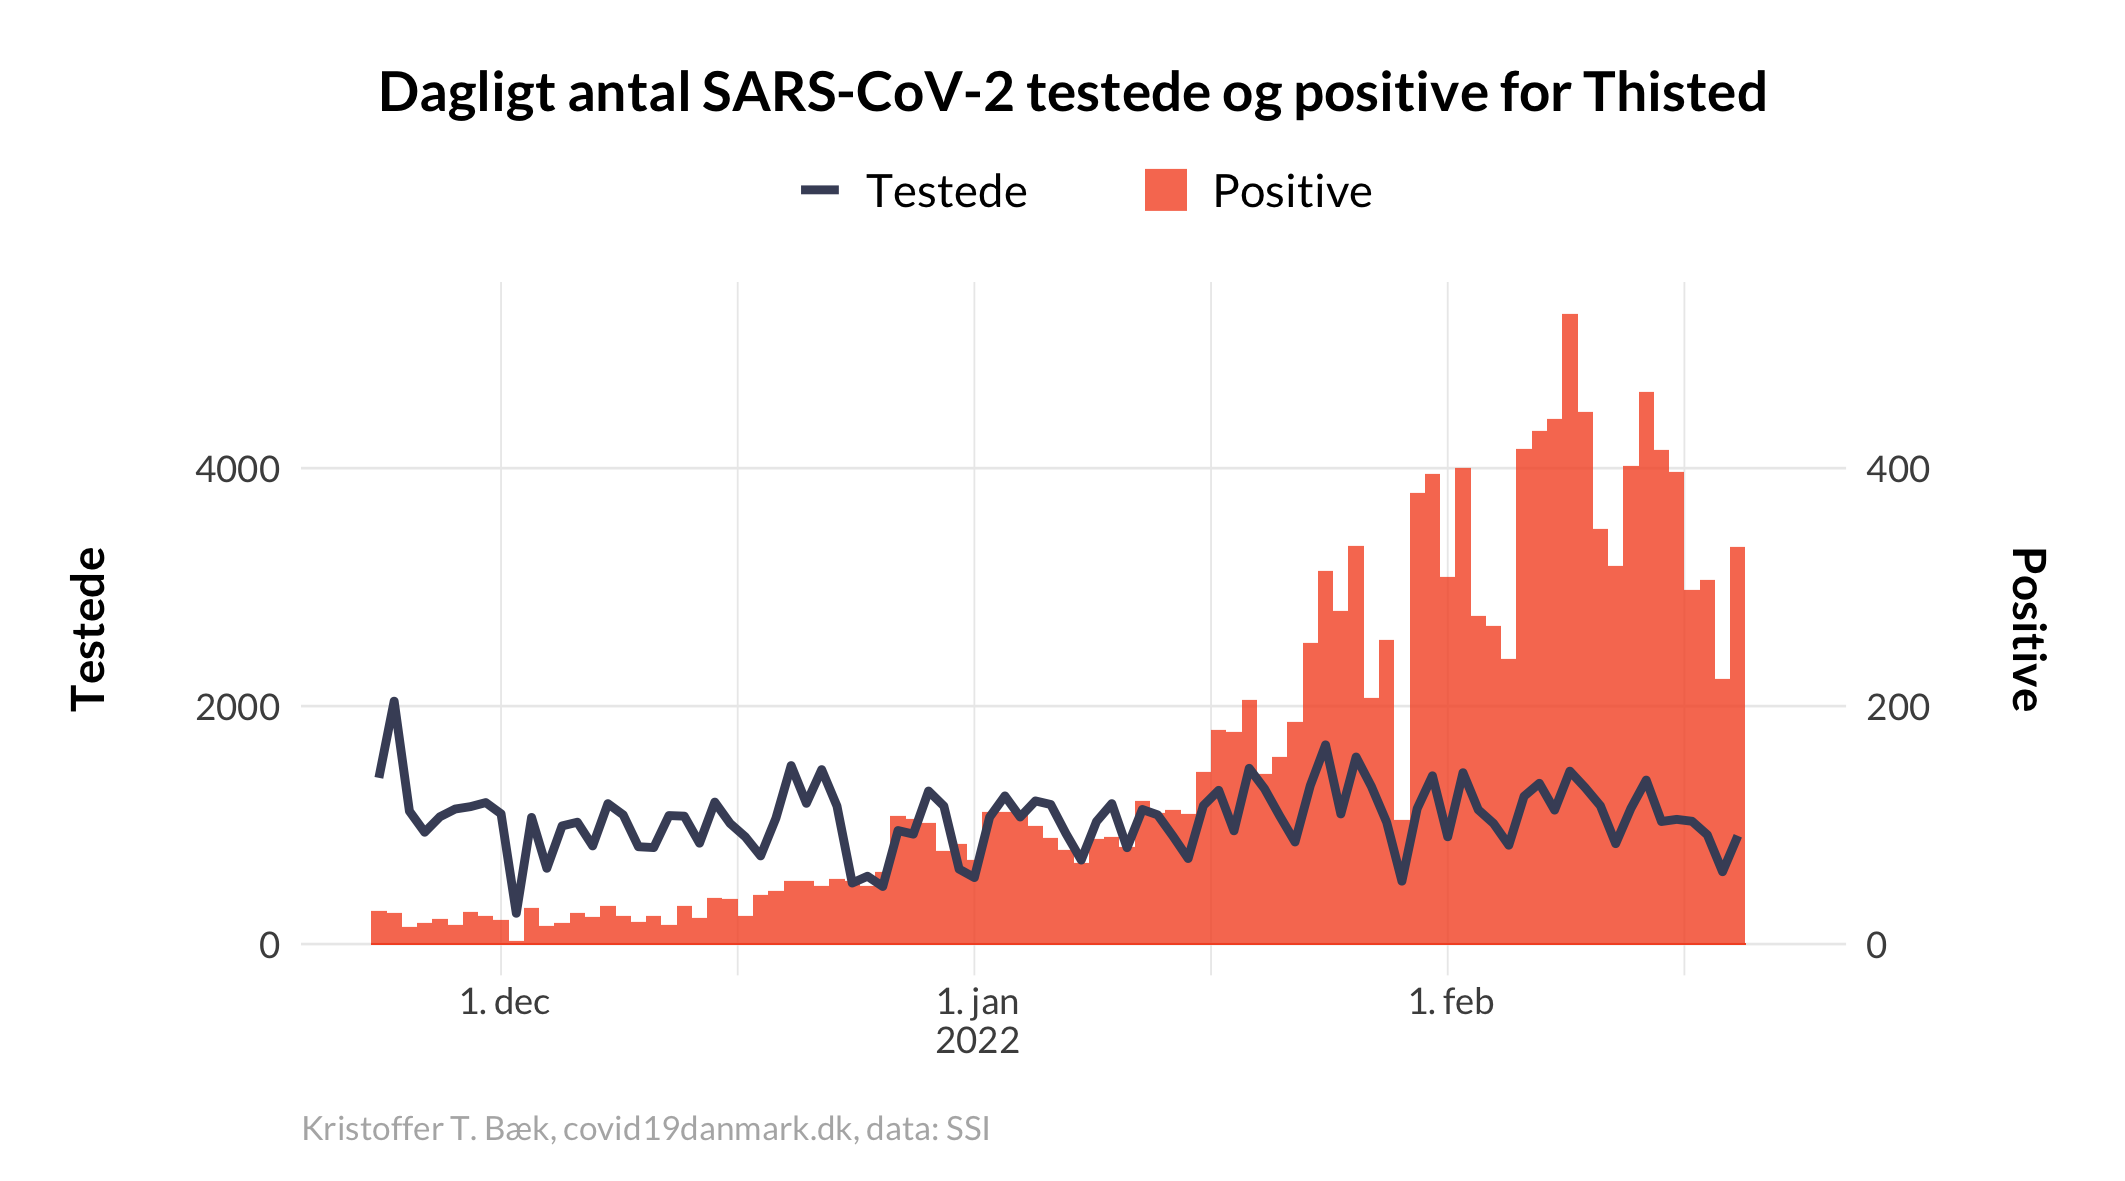 Dagligt antal SARS-CoV-2 testede og positive for Thisted
Testede Positive
Testede
4000
2000
0
400
200
0
Positive
1. dec
1. jan
2022
1. feb
Kristoffer T. Bæk, covid19danmark.dk, data: SSI